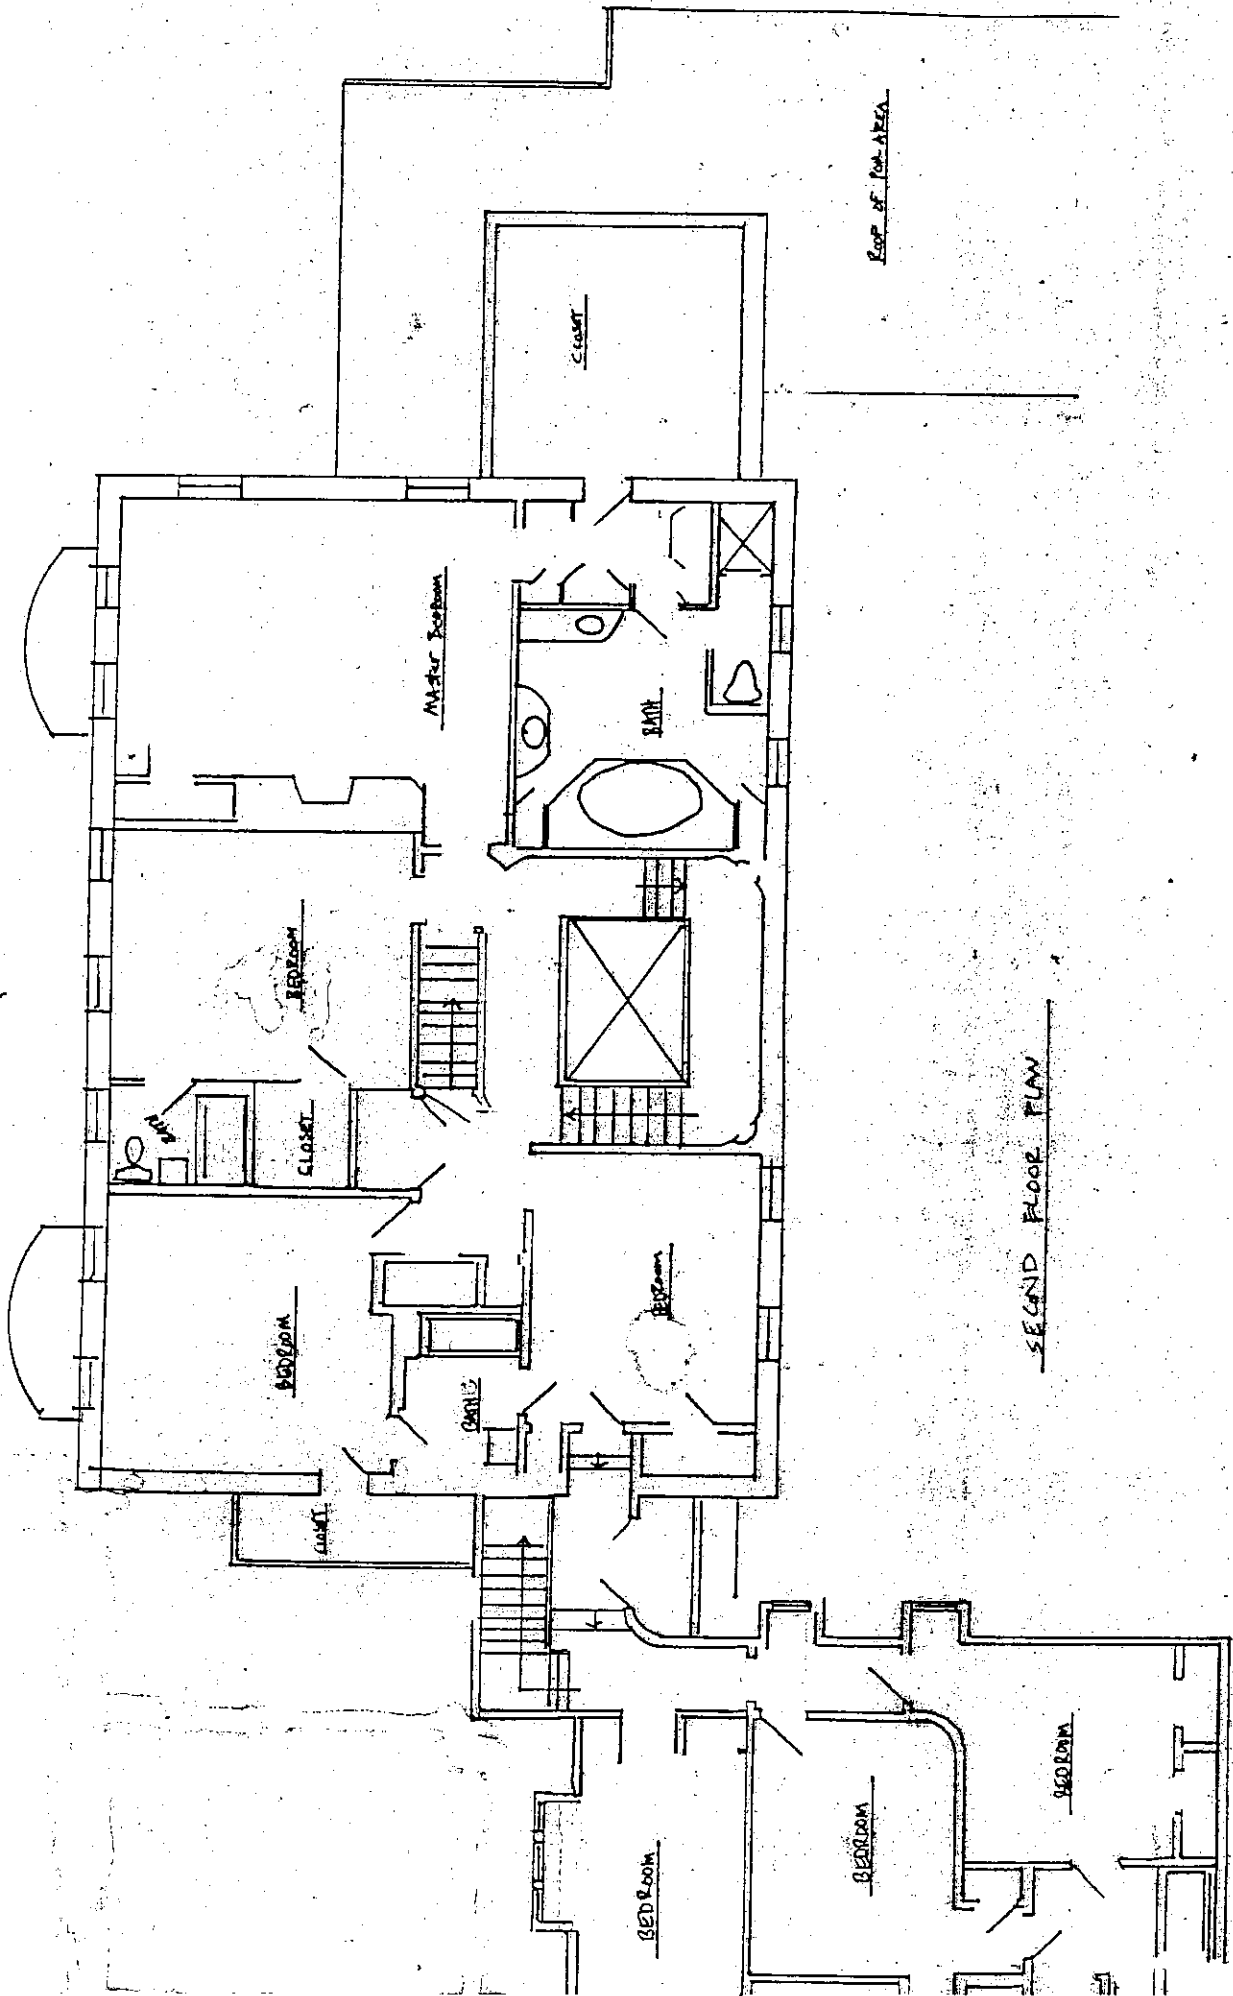 ROOF OF POOL AREA
CLOSET
MASTER BEDROOM
BATH
BEDROOM
BATH
CLOSET
BEDROOM
BEDROOM
BATH
CLOSET
SECOND FLOOR PLAN
BEDROOM
BEDROOM
BEDROOM